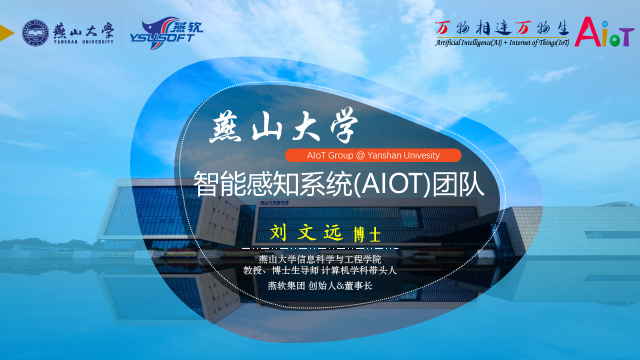 燕山大学
YANSHAN UNIVERSITY
燕软
YSUSOFT
万物相连万物生
Artificial Intelligence(AI) + Internet of Things(IoT)
AIoT
燕山大学
AIoT Group @ Yanshan Univesity
智能感知系统(AIOT)团队
刘文远 博士
燕山大学信息科学与工程学院
教授、博士生导师 计算机学科带头人
燕软集团 创始人&董事长